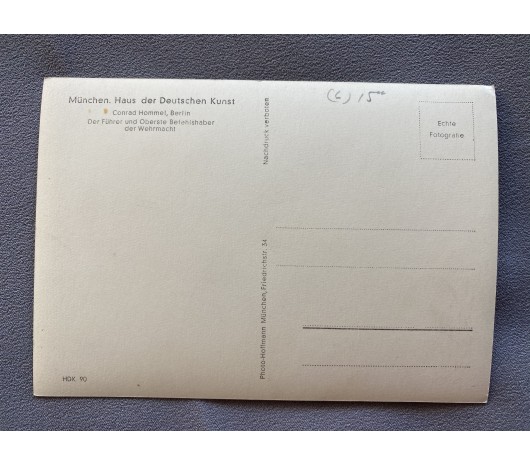 München. Haus der Deutschen Kunst
Conrad Hommel, Berlin
Der Führer und Oberste Befehlshaber
der Wehrmacht
HDK 90
Nachdruck verboten
Photo-Hoffmann München, Friedrichstr. 34
(6) 15
Echte
Fotografie